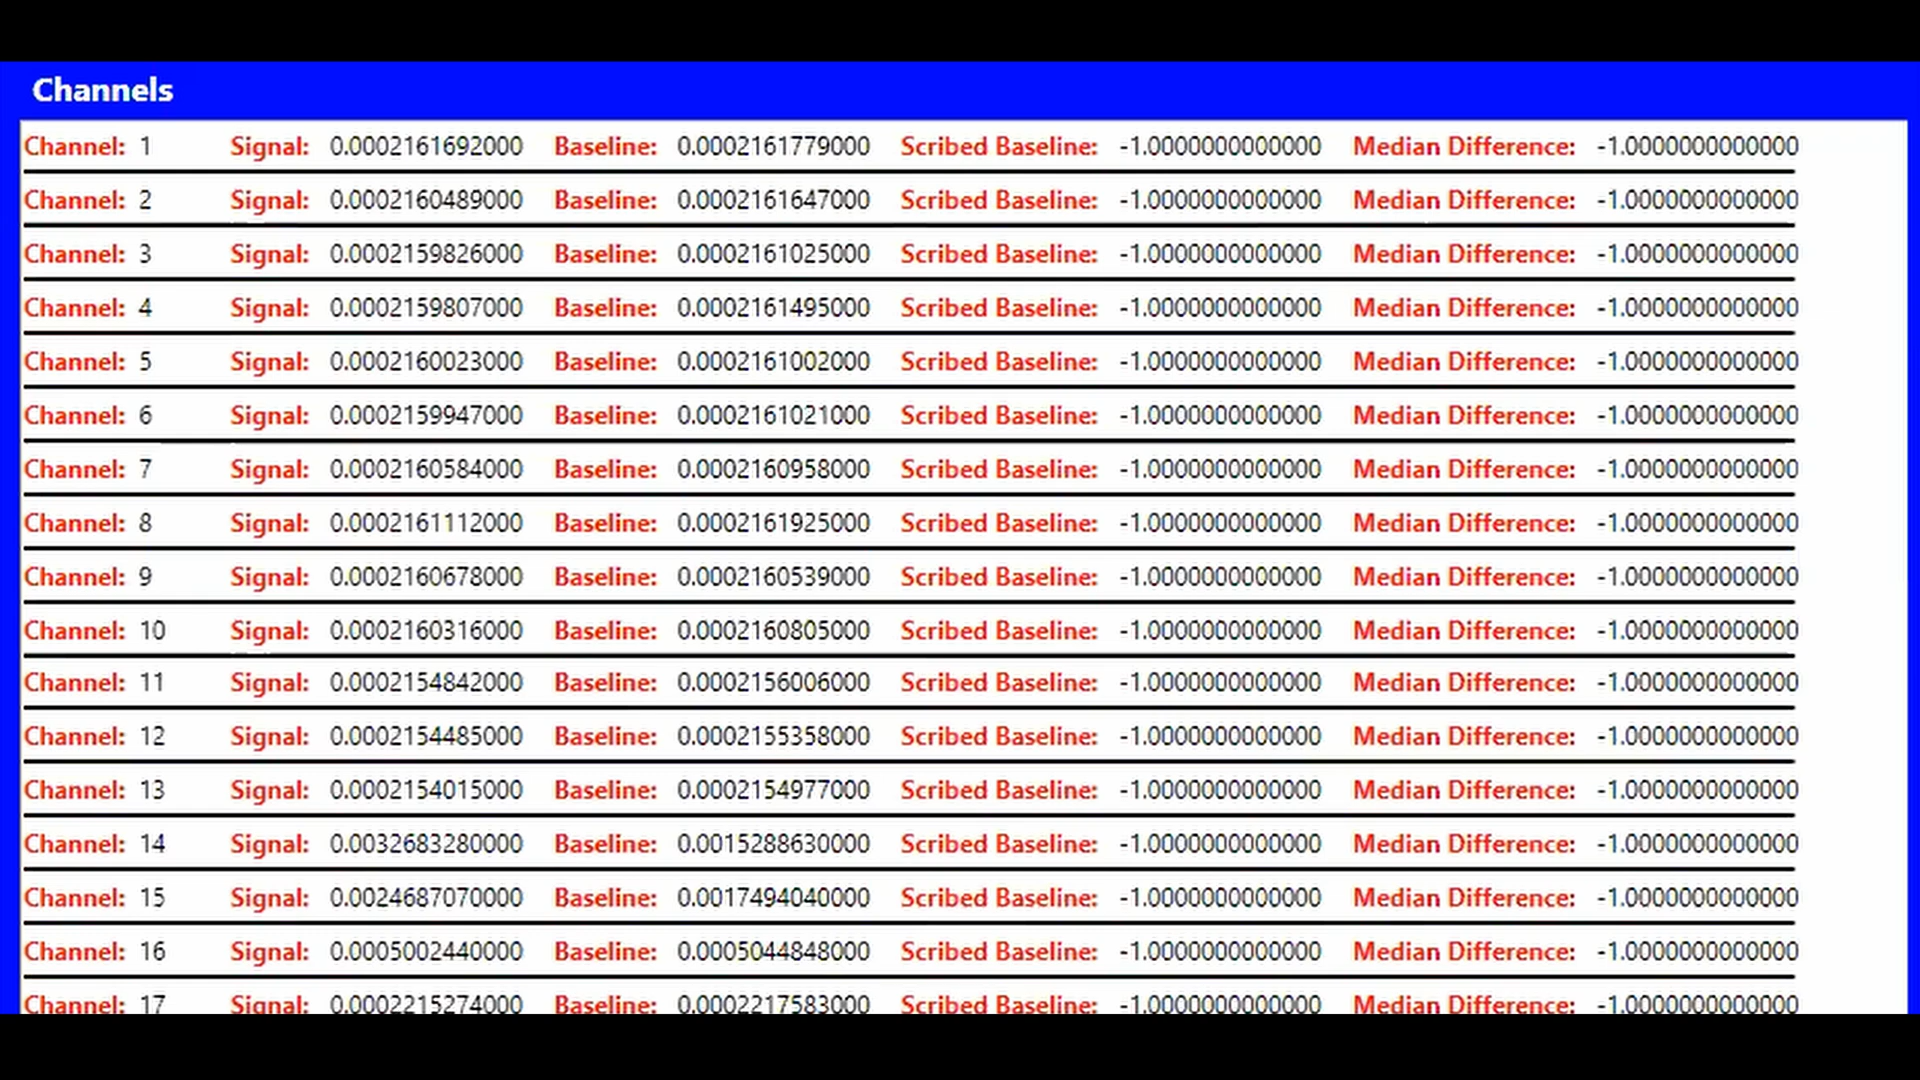 Channels
Channel: 1 Signal: 0.0002161692000 Baseline: 0.0002161779000 Scribed Baseline: -1.0000000000000 Median Difference: -1.0000000000000
Channel: 2 Signal: 0.0002160489000 Baseline: 0.0002161647000 Scribed Baseline: -1.0000000000000 Median Difference: -1.0000000000000
Channel: 3 Signal: 0.0002159826000 Baseline: 0.0002161025000 Scribed Baseline: -1.0000000000000 Median Difference: -1.0000000000000
Channel: 4 Signal: 0.0002159807000 Baseline: 0.0002161495000 Scribed Baseline: -1.0000000000000 Median Difference: -1.0000000000000
Channel: 5 Signal: 0.0002160023000 Baseline: 0.0002161002000 Scribed Baseline: -1.0000000000000 Median Difference: -1.0000000000000
Channel: 6 Signal: 0.0002159947000 Baseline: 0.0002161021000 Scribed Baseline: -1.0000000000000 Median Difference: -1.0000000000000
Channel: 7 Signal: 0.0002160584000 Baseline: 0.0002160958000 Scribed Baseline: -1.0000000000000 Median Difference: -1.0000000000000
Channel: 8 Signal: 0.0002161112000 Baseline: 0.0002161925000 Scribed Baseline: -1.0000000000000 Median Difference: -1.0000000000000
Channel: 9 Signal: 0.0002160678000 Baseline: 0.0002160539000 Scribed Baseline: -1.0000000000000 Median Difference: -1.0000000000000
Channel: 10 Signal: 0.0002160316000 Baseline: 0.0002160805000 Scribed Baseline: -1.0000000000000 Median Difference: -1.0000000000000
Channel: 11 Signal: 0.0002154842000 Baseline: 0.0002156006000 Scribed Baseline: -1.0000000000000 Median Difference: -1.0000000000000
Channel: 12 Signal: 0.0002154485000 Baseline: 0.0002155358000 Scribed Baseline: -1.0000000000000 Median Difference: -1.0000000000000
Channel: 13 Signal: 0.0002154015000 Baseline: 0.0002154977000 Scribed Baseline: -1.0000000000000 Median Difference: -1.0000000000000
Channel: 14 Signal: 0.0032683280000 Baseline: 0.0015288630000 Scribed Baseline: -1.0000000000000 Median Difference: -1.0000000000000
Channel: 15 Signal: 0.0024687070000 Baseline: 0.0017494040000 Scribed Baseline: -1.0000000000000 Median Difference: -1.0000000000000
Channel: 16 Signal: 0.0005002440000 Baseline: 0.0005044848000 Scribed Baseline: -1.0000000000000 Median Difference: -1.0000000000000
Channel: 17 Signal: 0.0002215274000 Baseline: 0.0002217583000 Scribed Baseline: -1.0000000000000 Median Difference: -1.0000000000000